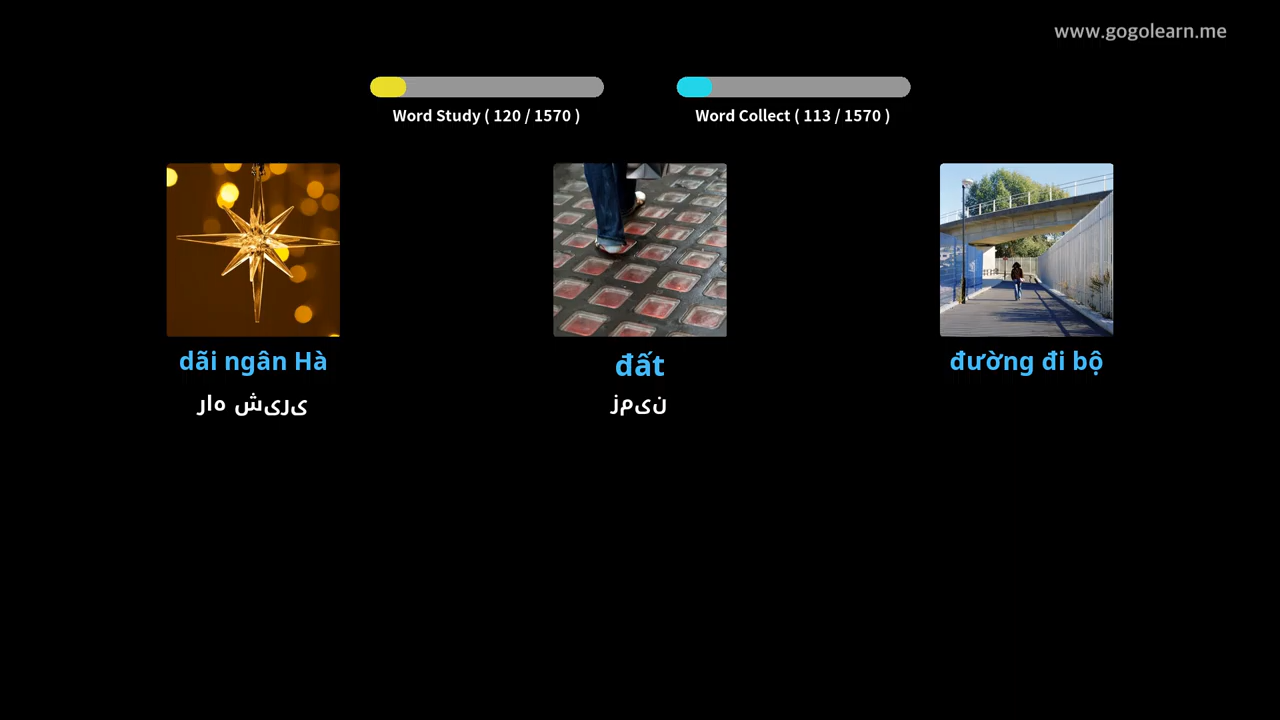 www.gogolearn.me
Word Study ( 120 / 1570 )
Word Collect ( 113 / 1570 )
dãi ngân Hà
đất
đường đi bộ
راه شیری
زمین